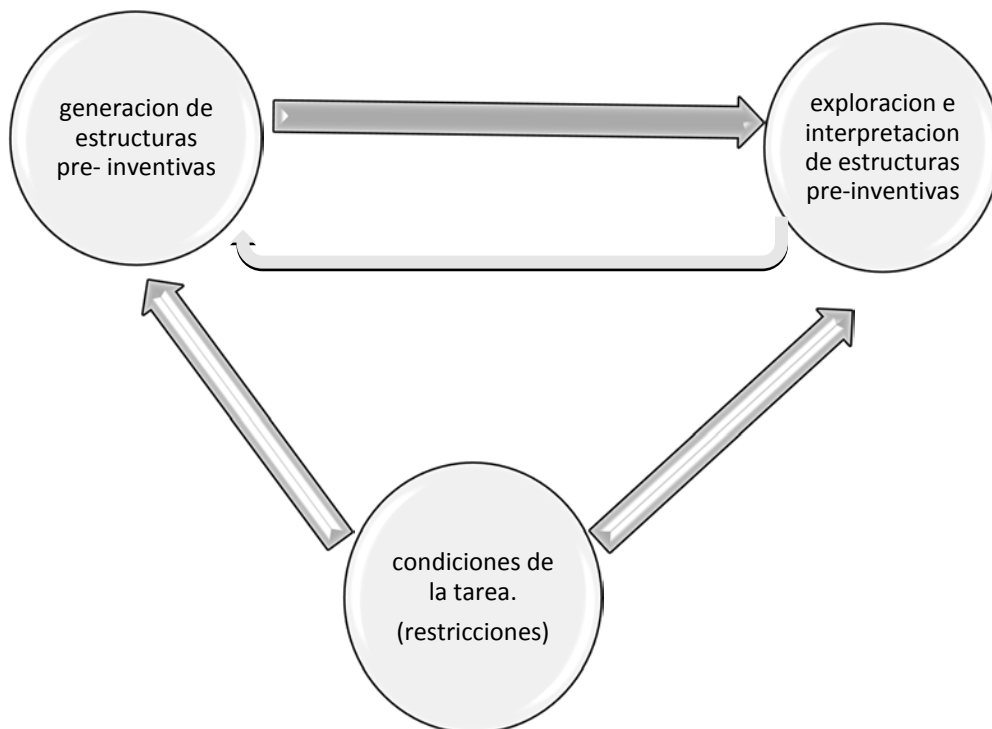 generacion de
estructuras
pre- inventivas
exploracion e
interpretacion
de estructuras
pre-inventivas
condiciones de
la tarea.
(restricciones)